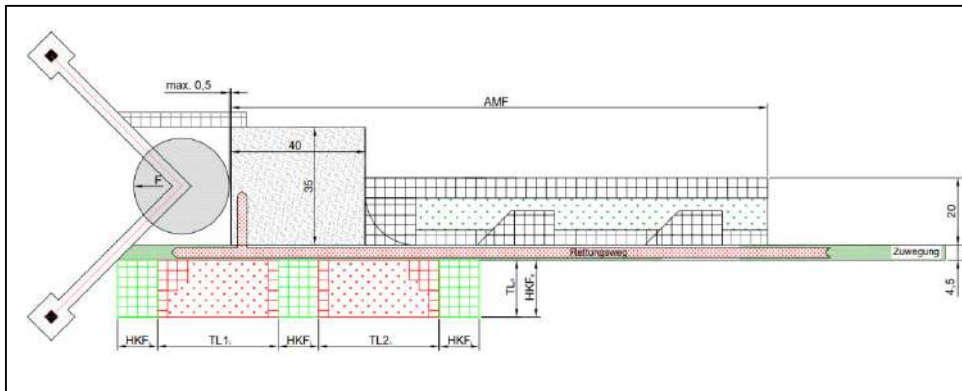 max. 0,5
AMF
40
35
F
20
Rettungsweg
Zuwegung
4,5
TL
HKF
HKF
TL1
HKF
TL2
HKF